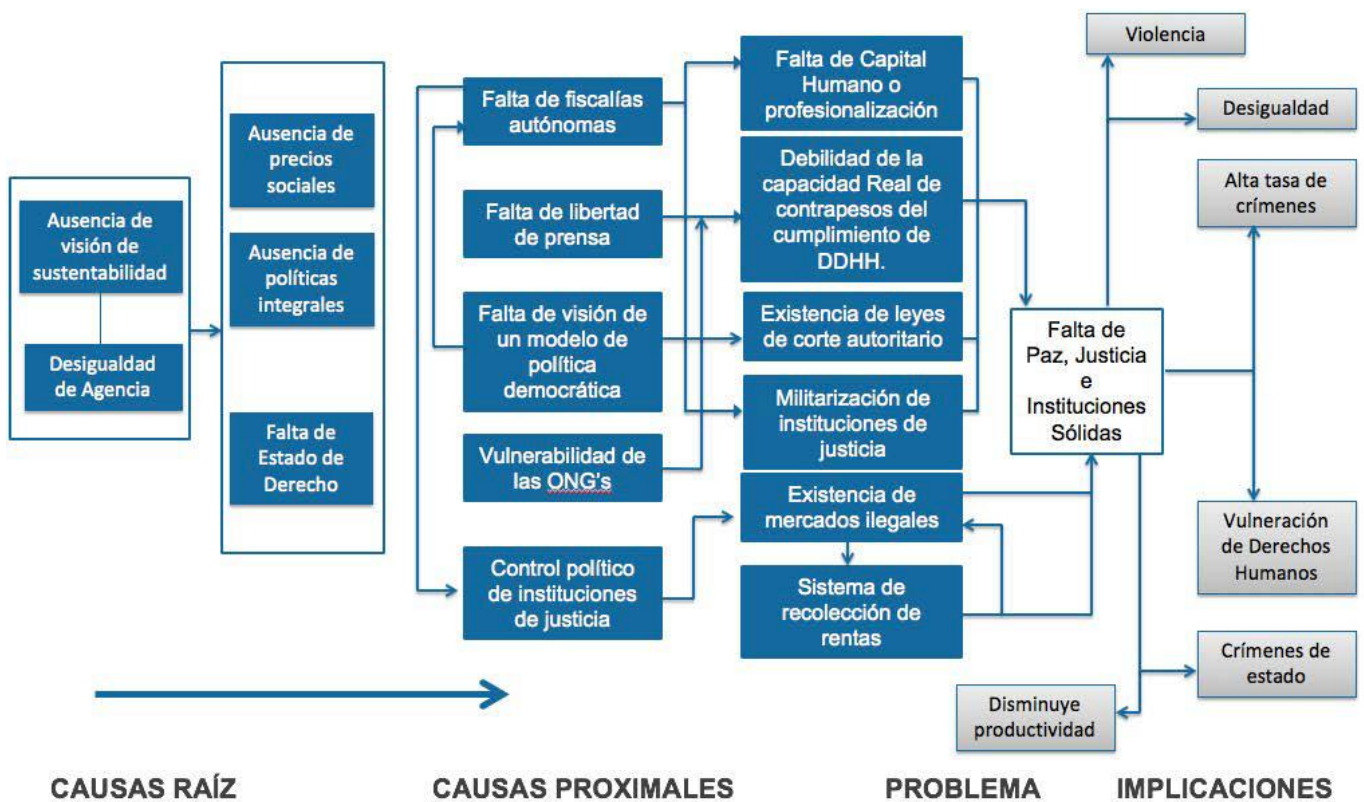 Ausencia de
visión de
sustentabilidad
Desigualdad
de Agencia
Ausencia de
precios
sociales
Ausencia de
políticas
integrales
Falta de
Estado de
Derecho
Falta de fiscalías
autónomas
Falta de libertad
de prensa
Falta de visión de
un modelo de
política
democrática
Vulnerabilidad de
las ONG's
Control político
de instituciones
de justicia
Falta de Capital
Humano o
profesionalización
Debilidad de la
capacidad Real de
contrapesos del
cumplimiento de
DDHH.
Existencia de leyes
de corte autoritario
Militarización de
instituciones de
justicia
Existencia de
mercados ilegales
Sistema de
recolección de
rentas
Falta de
Paz, Justicia
e
Instituciones
Sólidas
Violencia
Desigualdad
Alta tasa de
crímenes
Vulneración
de Derechos
Humanos
Crímenes de
estado
Disminuye
productividad
CAUSAS RAÍZ
CAUSAS PROXIMALES
PROBLEMA
IMPLICACIONES